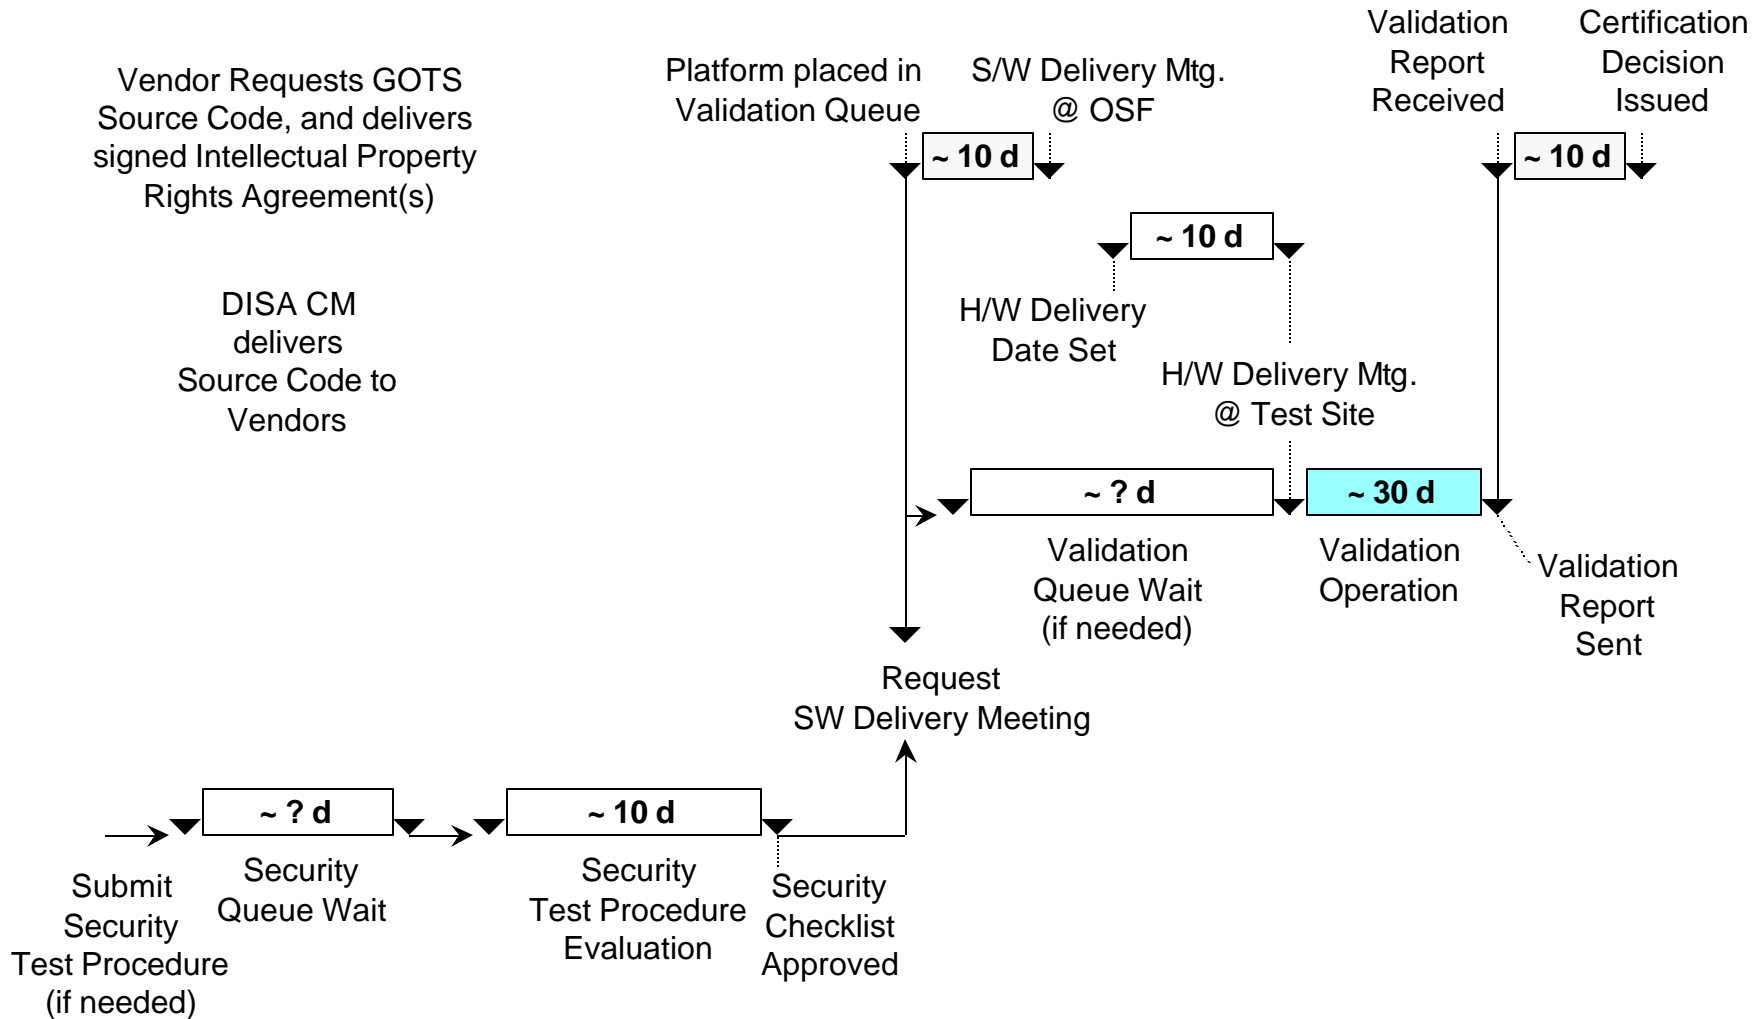 Vendor Requests GOTS
Source Code, and delivers
signed Intellectual Property
Rights Agreement(s)
DISA CM
delivers
Source Code to
Vendors
Platform placed in
Validation Queue
S/W Delivery Mtg.
@ OSF
Validation
Report
Received
Certification
Decision
Issued
~ 10 d
~ 10 d
~ 10 d
H/W Delivery
Date Set
H/W Delivery Mtg.
@ Test Site
~ ? d
~ 30 d
Validation
Queue Wait
(if needed)
Validation
Operation
Validation
Report
Sent
Request
SW Delivery Meeting
~ ? d
~ 10 d
Submit
Security
Test Procedure
(if needed)
Security
Queue Wait
Security
Test Procedure
Evaluation
Security
Checklist
Approved